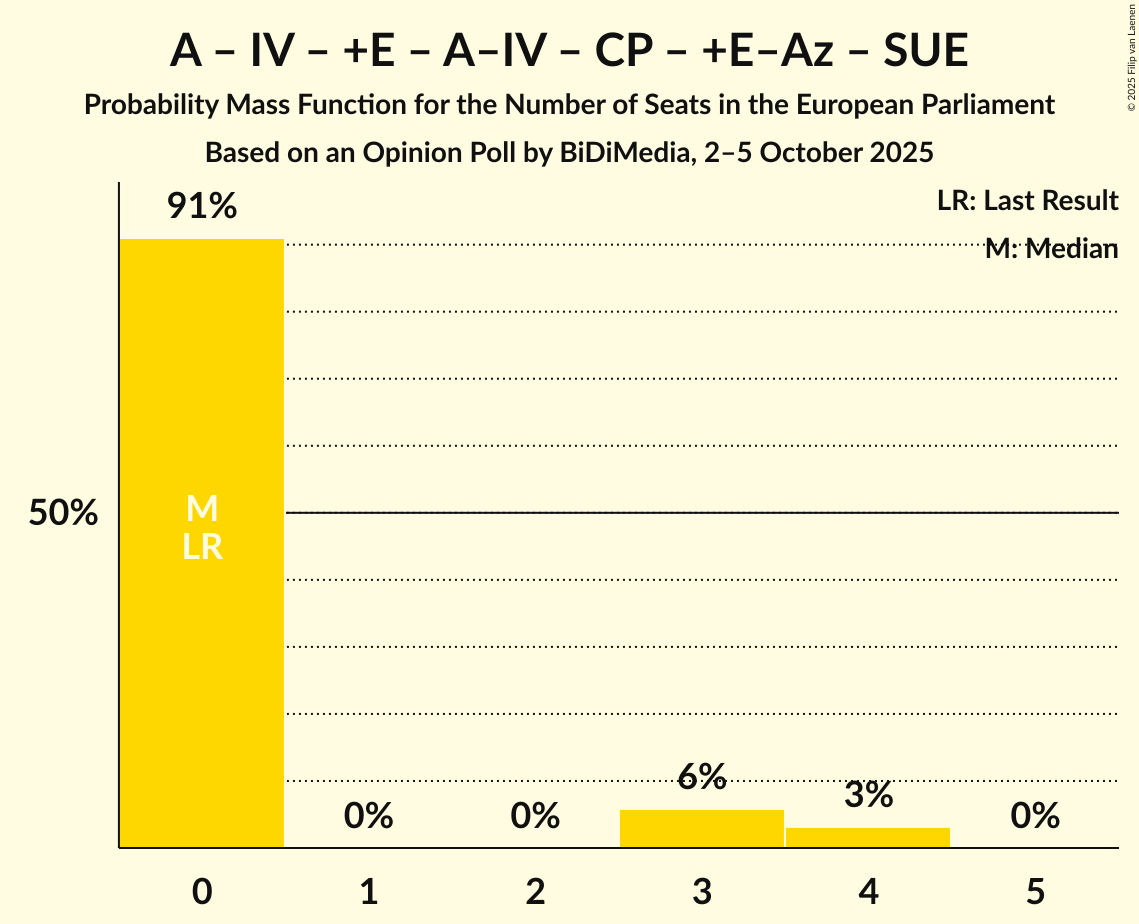 A – IV – +E – A–IV – CP – +E–Az – SUE
Probability Mass Function for the Number of Seats in the European Parliament
Based on an Opinion Poll by BiDiMedia, 2–5 October 2025
© 2025 Filip van Laenen
LR: Last Result
M: Median
91%
50%
M
LR
0%
0%
6%
3%
0%
0
1
2
3
4
5